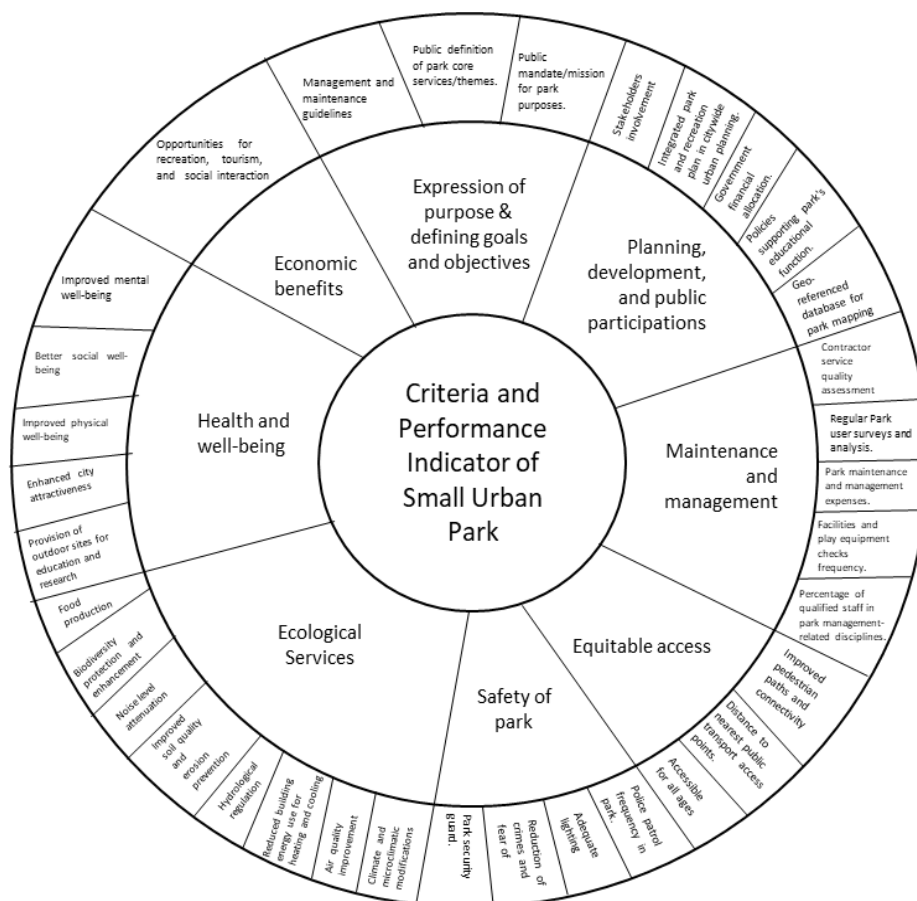 Criteria and
Performance
Indicator of
Small Urban
Park
Expression of
purpose &
defining goals
and objectives
Public definition
of park core
services/themes.
Public
mandate/mission
for park
purposes.
Management and
maintenance
guidelines
Planning,
development,
and public
participations
Stakeholders
involvement
Integrated park
and recreation
plan in citywide
urban planning.
Government
financial
allocation.
Policies
supporting park's
educational
function.
Geo-
referenced
database for
park mapping
Maintenance
and
management
Contractor
service
quality
assessment
Regular Park
user surveys and
analysis.
Park maintenance
and management
expenses.
Facilities and
play equipment
checks
frequency.
Percentage of
qualified staff in
park management-
related disciplines.
Equitable access
Improved
pedestrian
paths and
connectivity
Distance to
nearest public
transport access
points.
Accessible
for all ages
Safety of
park
Police patrol
frequency in
park.
Adequate
lighting
Reduction of
crimes and
fear of
Park security
guard.
Ecological
Services
Climate and
microclimatic
modifications
Air quality
improvement
Reduced building
energy use for
heating and cooling
Hydrological
regulation
Improved
soil quality
and
erosion
prevention
Noise level
attenuation
Biodiversity
protection and
enhancement
Food
production
Health and
well-being
Provision of
outdoor sites for
education and
research
Enhanced city
attractiveness
Improved physical
well-being
Better social well-
being
Improved mental
well-being
Economic
benefits
Opportunities for
recreation, tourism,
and social interaction